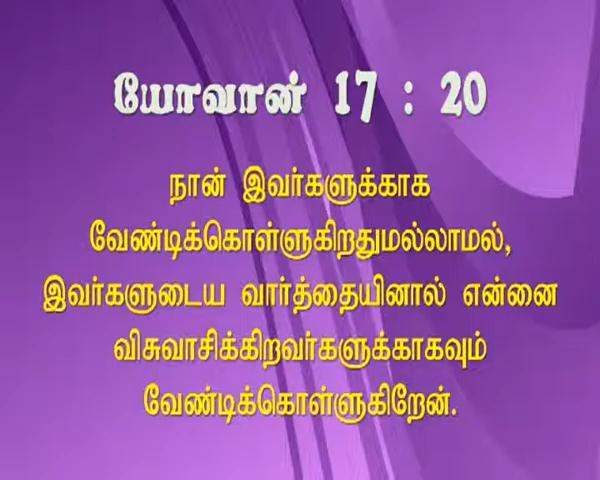 யோவான் 17 : 20
நான் இவர்களுக்காக
வேண்டிக்கொள்ளுகிறதுமல்லாமல்,
இவர்களுடைய வார்த்தையினால் என்னை
விசுவாசிக்கிறவர்களுக்காகவும்
வேண்டிக்கொள்ளுகிறேன்.